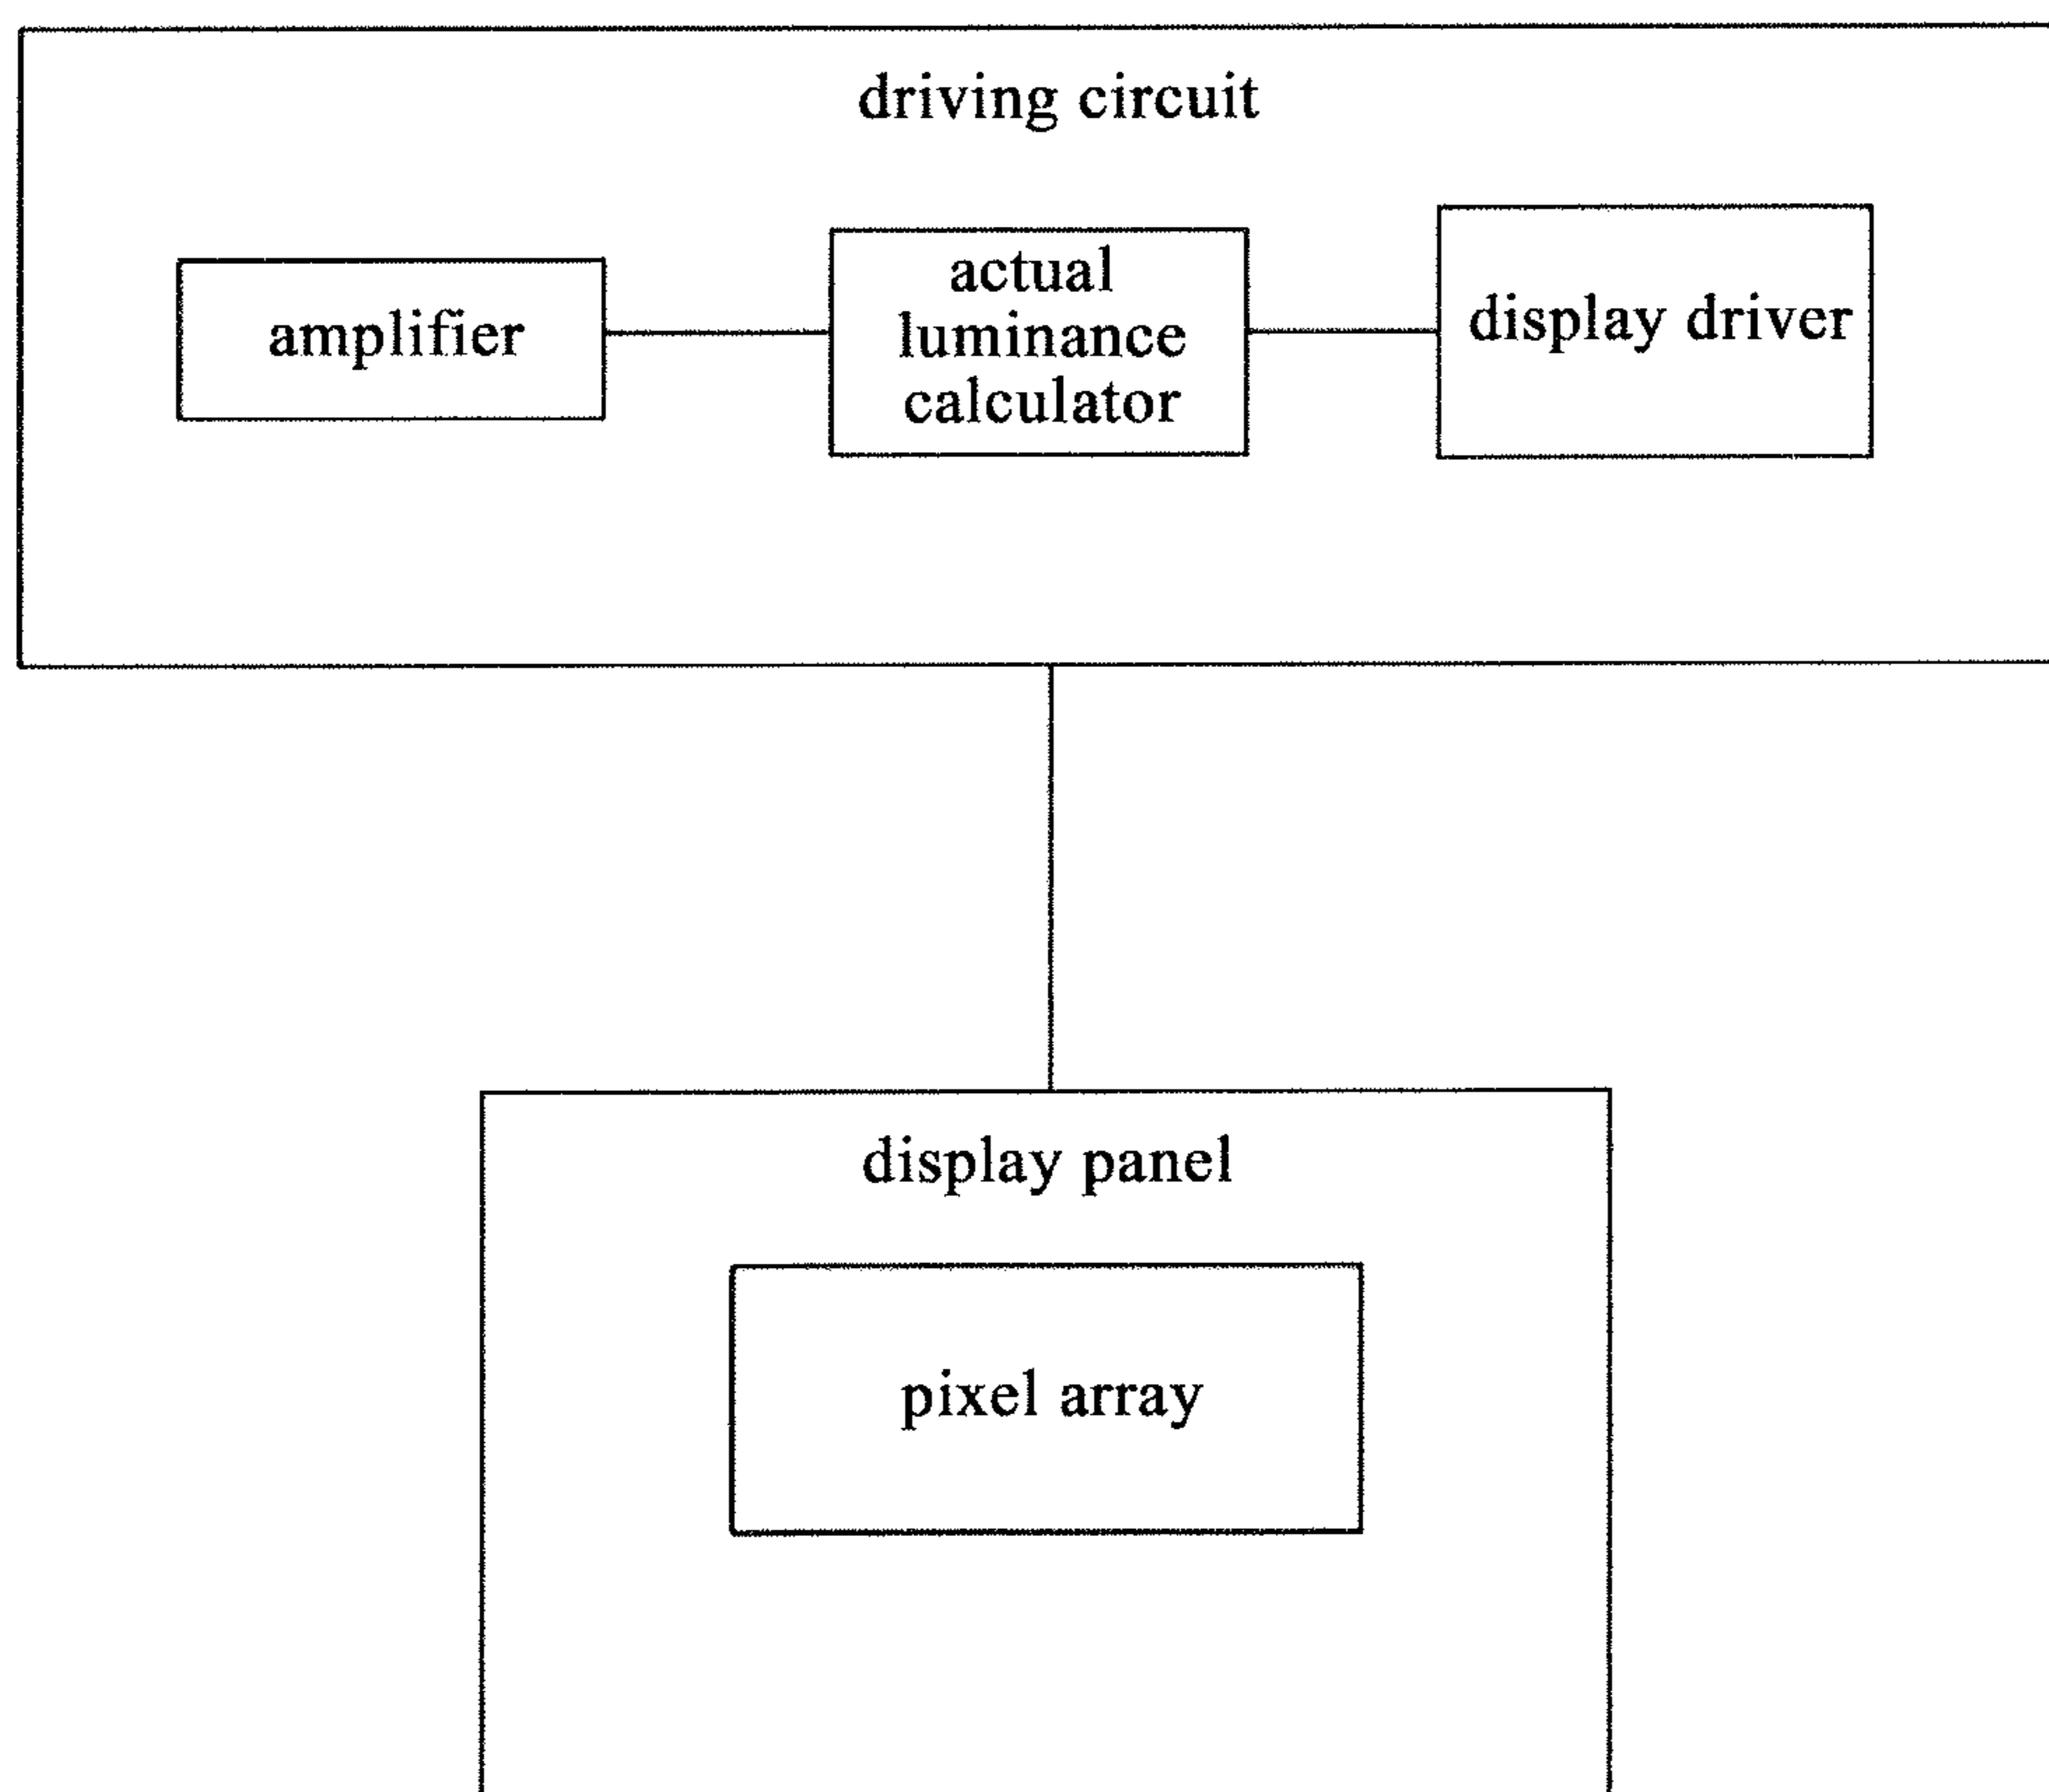 driving circuit
amplifier
actual
luminance
calculator
display driver
display panel
pixel array